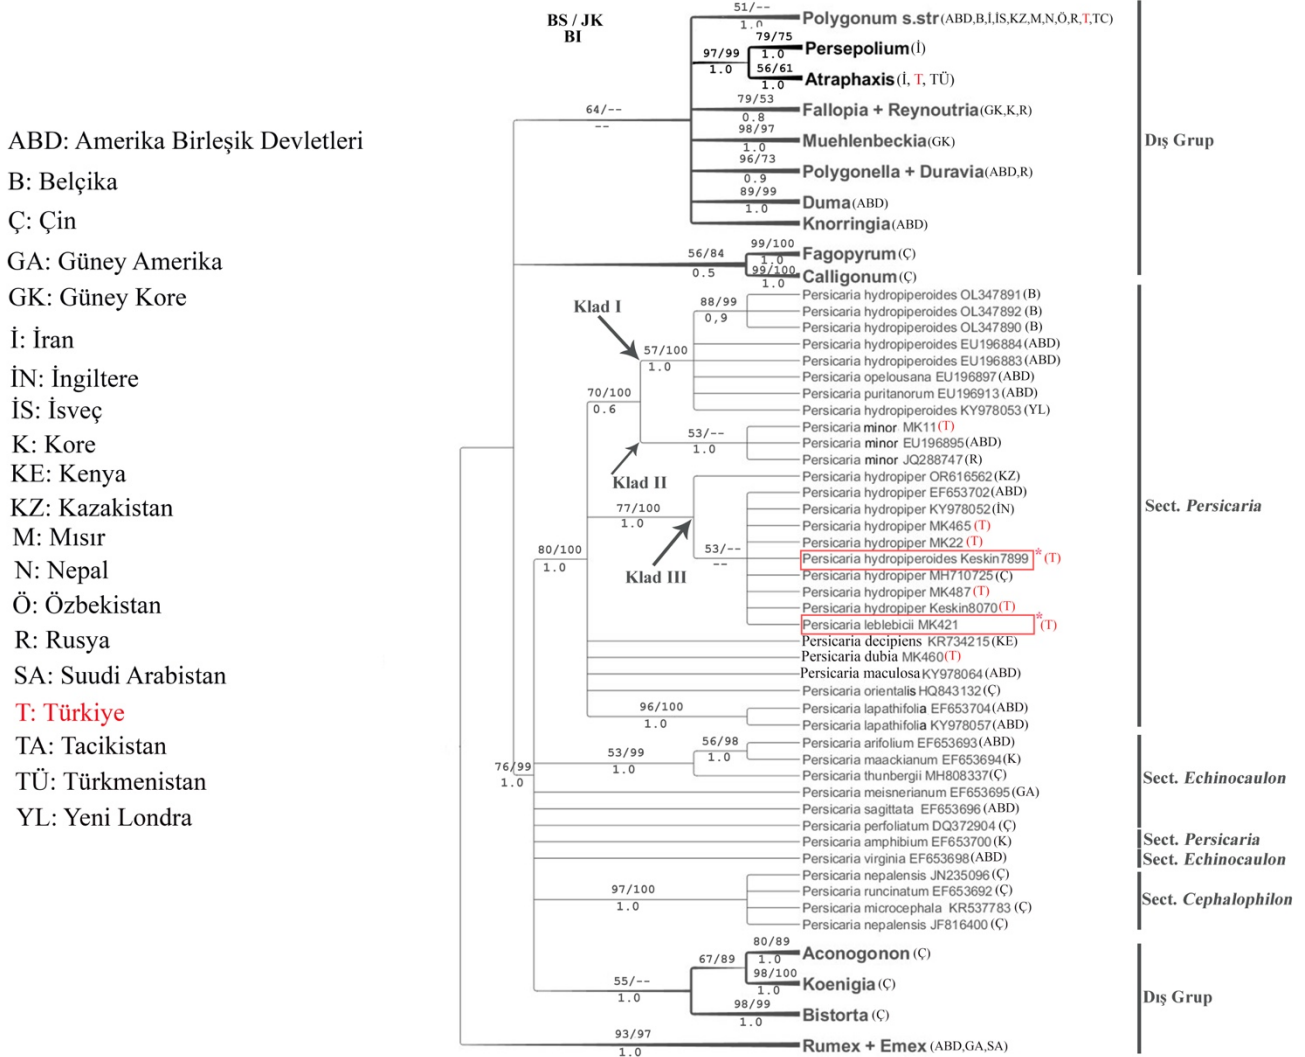 BS / JK
BI
ABD: Amerika Birleşik Devletleri
B: Belçika
Ç: Çin
GA: Güney Amerika
GK: Güney Kore
İ: İran
İN: İngiltere
İS: İsveç
K: Kore
KE: Kenya
KZ: Kazakistan
M: Mısır
N: Nepal
Ö: Özbekistan
R: Rusya
SA: Suudi Arabistan
T: Türkiye
TA: Tacikistan
TÜ: Türkmenistan
YL: Yeni Londra
64/--
--
51/--
1.0
Polygonum s.str (ABD,B,İ,İS,KZ,M,N,Ö,R,T,TC)
97/99
1.0
79/75
1.0
Persepolium (İ)
56/61
1.0
Atraphaxis (İ, T, TÜ)
79/53
0.8
Fallopia + Reynoutria (GK,K,R)
98/97
1.0
Muehlenbeckia (GK)
96/73
0.9
Polygonella + Duravia (ABD,R)
89/99
1.0
Duma (ABD)
Knorringia (ABD)
Dış Grup
56/84
0.5
99/100
1.0
Fagopyrum (Ç)
99/100
1.0
Calligonum (Ç)
Klad I
70/100
0.6
57/100
1.0
88/99
0,9
Persicaria hydropiperoides OL347891 (B)
Persicaria hydropiperoides OL347892 (B)
Persicaria hydropiperoides OL347890 (B)
Persicaria hydropiperoides EU196884 (ABD)
Persicaria hydropiperoides EU196883 (ABD)
Persicaria opelousana EU196897 (ABD)
Persicaria puritanorum EU196913 (ABD)
Persicaria hydropiperoides KY978053 (YL)
Klad II
53/--
1.0
Persicaria minor MK11 (T)
Persicaria minor EU196895 (ABD)
Persicaria minor JQ288747 (R)
Klad III
77/100
1.0
53/--
--
Persicaria hydropiper OR616562 (KZ)
Persicaria hydropiper EF653702 (ABD)
Persicaria hydropiper KY978052 (İN)
Persicaria hydropiper MK465 (T)
Persicaria hydropiper MK22 (T)
Persicaria hydropiperoides Keskin7899 * (T)
Persicaria hydropiper MH710725 (Ç)
Persicaria hydropiper MK487 (T)
Persicaria hydropiper Keskin8070 (T)
Persicaria leblebicii MK421 * (T)
80/100
1.0
Persicaria decipiens KR734215 (KE)
Persicaria dubia MK460 (T)
Persicaria maculosa KY978064 (ABD)
Persicaria orientalis HQ843132 (Ç)
96/100
1.0
Persicaria lapathifolia EF653704 (ABD)
Persicaria lapathifolia KY978057 (ABD)
Sect. Persicaria
76/99
1.0
53/99
1.0
56/98
1.0
Persicaria arifolium EF653693 (ABD)
Persicaria maackianum EF653694 (K)
Persicaria thunbergii MH808337 (Ç)
Persicaria meisnerianum EF653695 (GA)
Persicaria sagittata EF653696 (ABD)
Persicaria perfoliatum DQ372904 (Ç)
Sect. Echinocaulon
Persicaria amphibium EF653700 (K)
Sect. Persicaria
Persicaria virginia EF653698 (ABD)
Sect. Echinocaulon
97/100
1.0
Persicaria nepalensis JN235096 (Ç)
Persicaria runcinatum EF653692 (Ç)
Persicaria microcephala KR537783 (Ç)
Persicaria nepalensis JF816400 (Ç)
Sect. Cephalophilon
55/--
1.0
67/89
80/89
1.0
Aconogonon (Ç)
98/100
1.0
Koenigia (Ç)
98/99
1.0
Bistorta (Ç)
Dış Grup
93/97
1.0
Rumex + Emex (ABD,GA,SA)